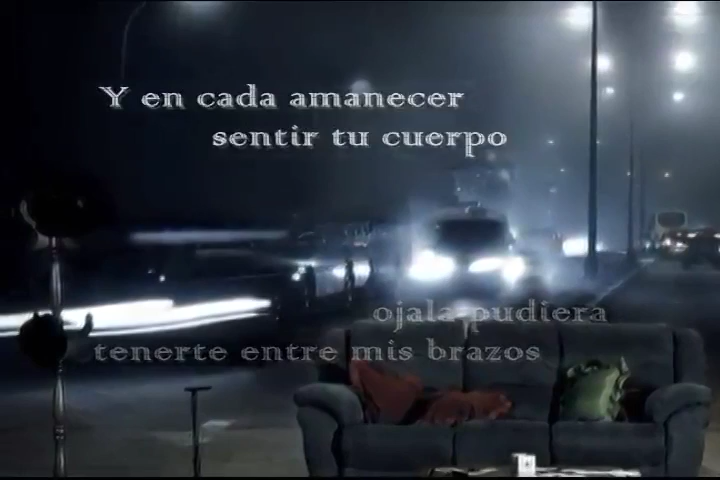 Y en cada amanecer
sentir tu cuerpo
ojala pudiera
tenerte entre mis brazos